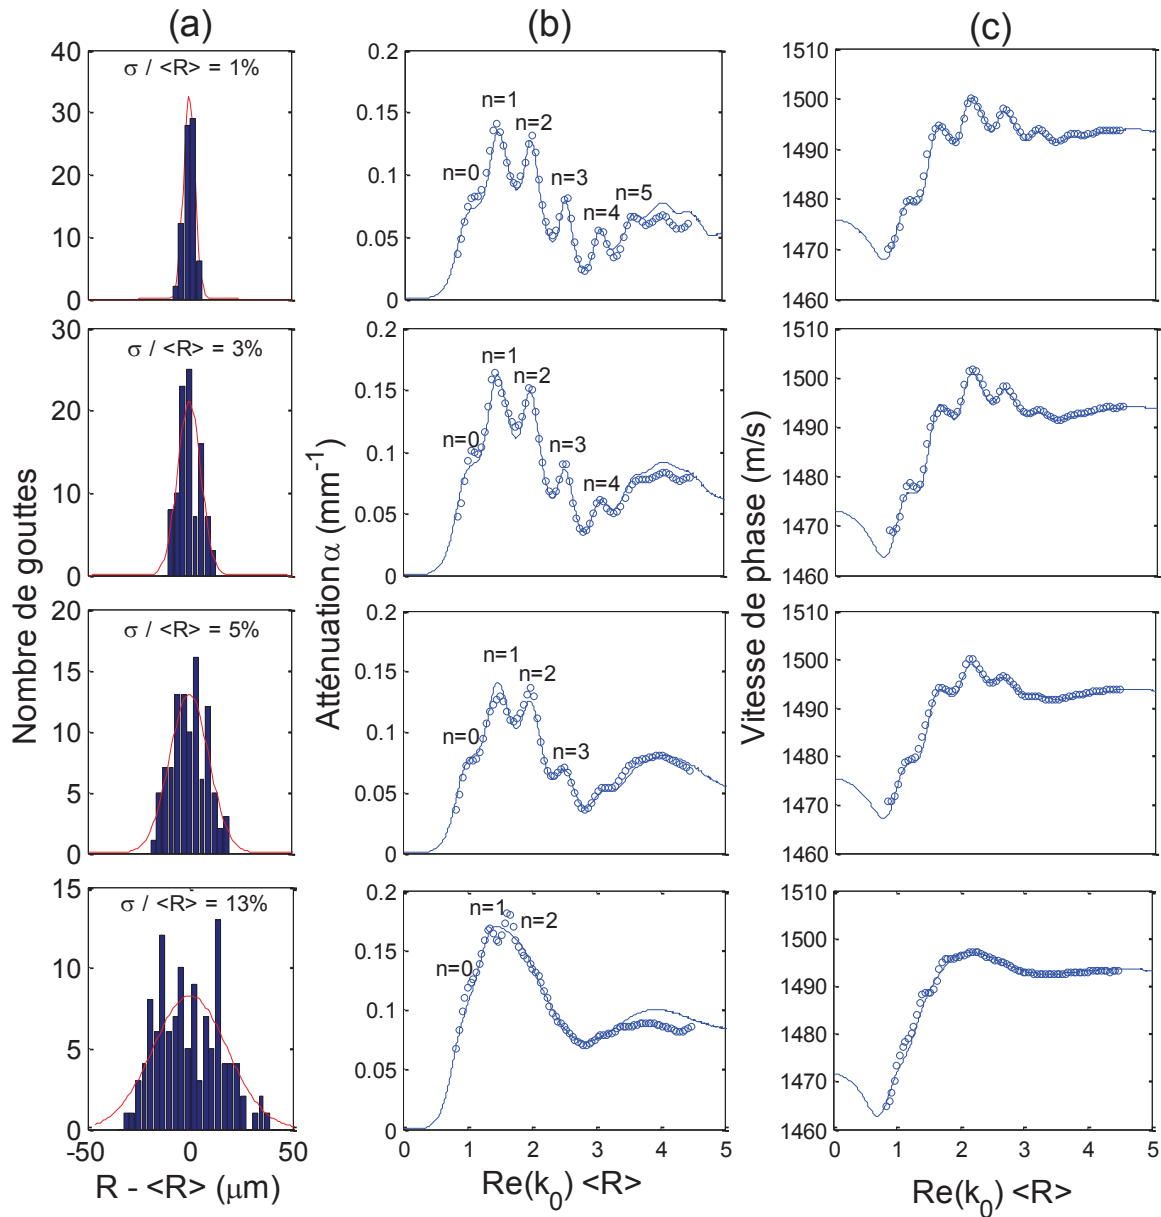 (a)
(b)
(c)
Nombre de gouttes
Atténuation α (mm⁻¹)
Vitesse de phase (m/s)
σ / <R> = 1%
40
30
20
10
0
0.2
0.15
0.1
0.05
0
n=0
n=1
n=2
n=3
n=4
n=5
1510
1500
1490
1480
1470
1460
σ / <R> = 3%
30
20
10
0
0.2
0.15
0.1
0.05
0
n=0
n=1
n=2
n=3
n=4
1510
1500
1490
1480
1470
1460
σ / <R> = 5%
20
15
10
5
0
0.2
0.15
0.1
0.05
0
n=0
n=1
n=2
n=3
1510
1500
1490
1480
1470
1460
σ / <R> = 13%
15
10
5
0
0.2
0.15
0.1
0.05
0
n=0
n=1
n=2
1510
1500
1490
1480
1470
1460
-50 0 50
0 1 2 3 4 5
0 1 2 3 4 5
R - <R> (μm)
Re(k₀) <R>
Re(k₀) <R>